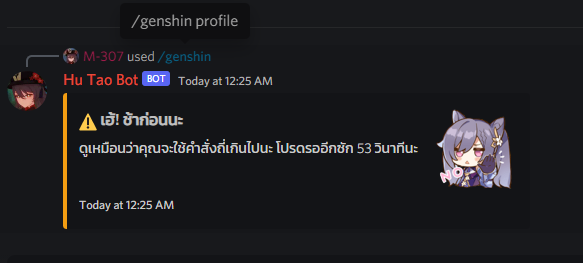 /genshin profile
M-307 used /genshin
Hu Tao Bot BOT Today at 12:25 AM
เฮ้! ช้าก่อนนะ
ดูเหมือนว่าคุณจะใช้คำสั่งถี่เกินไปนะ โปรดรออีกซัก 53 วินาทีนะ
NO
Today at 12:25 AM